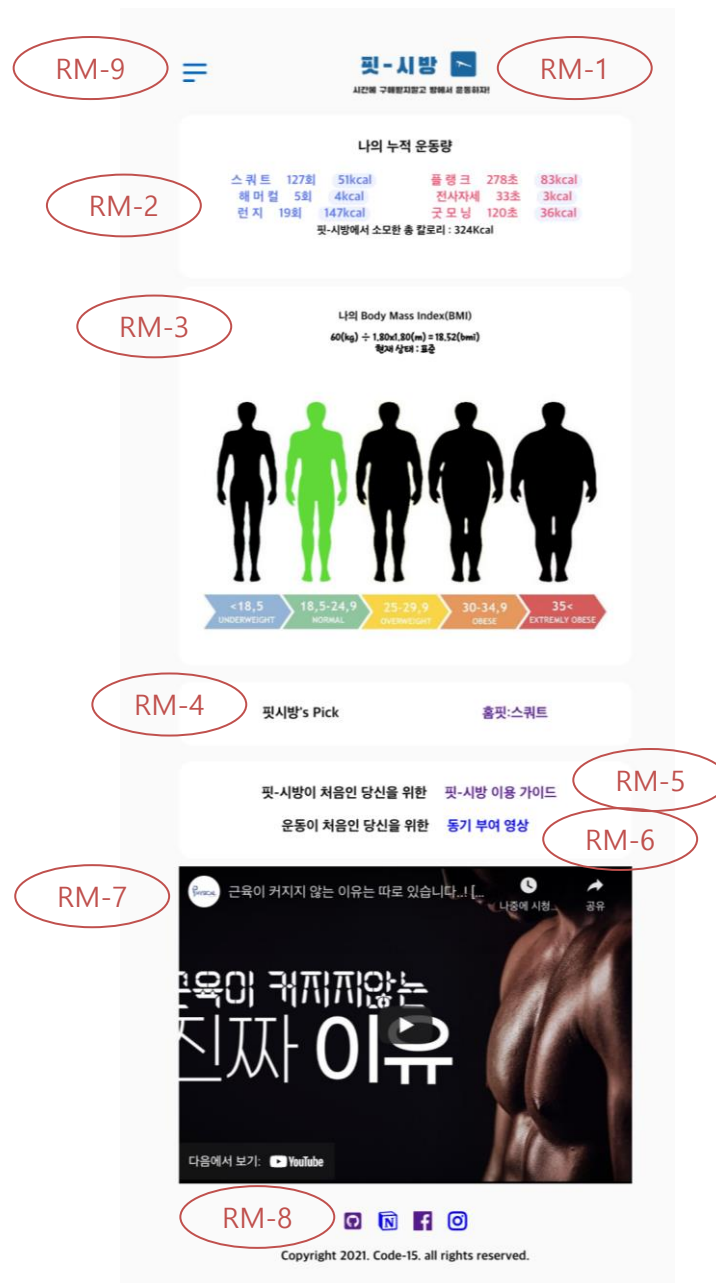 RM-9
핏-시방
RM-1
시간에 구애받지말고 방에서 운동하자!
나의 누적 운동량
RM-2
스쿼트 127회 51kcal 플랭크 278초 83kcal
해머컬 5회 4kcal 전사자세 33초 3kcal
런지 19회 147kcal 굿모닝 120초 36kcal
핏-시방에서 소모한 총 칼로리 : 324Kcal
RM-3
나의 Body Mass Index(BMI)
60(kg) ÷ 1.80x1.80(m) = 18.52(bmi)
현재 상태 : 표준
<18,5 18,5-24,9 25-29,9 30-34,9 35<
UNDERWEIGHT NORMAL OVERWEIGHT OBESE EXTREMLY OBESE
RM-4
핏시방's Pick 홈핏:스쿼트
RM-5
핏-시방이 처음인 당신을 위한 핏-시방 이용 가이드
운동이 처음인 당신을 위한 동기 부여 영상
RM-6
RM-7
PHYSICAL
근육이 커지지 않는 이유는 따로 있습니다..! [...
나중에 시청... 공유
근육이 커지지않는
진짜 이유
다음에서 보기: YouTube
RM-8
Copyright 2021. Code-15. all rights reserved.